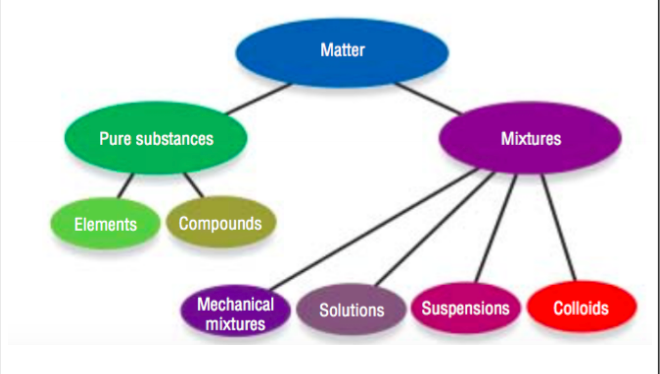 Matter
Pure substances
Mixtures
Elements
Compounds
Mechanical
mixtures
Solutions
Suspensions
Colloids